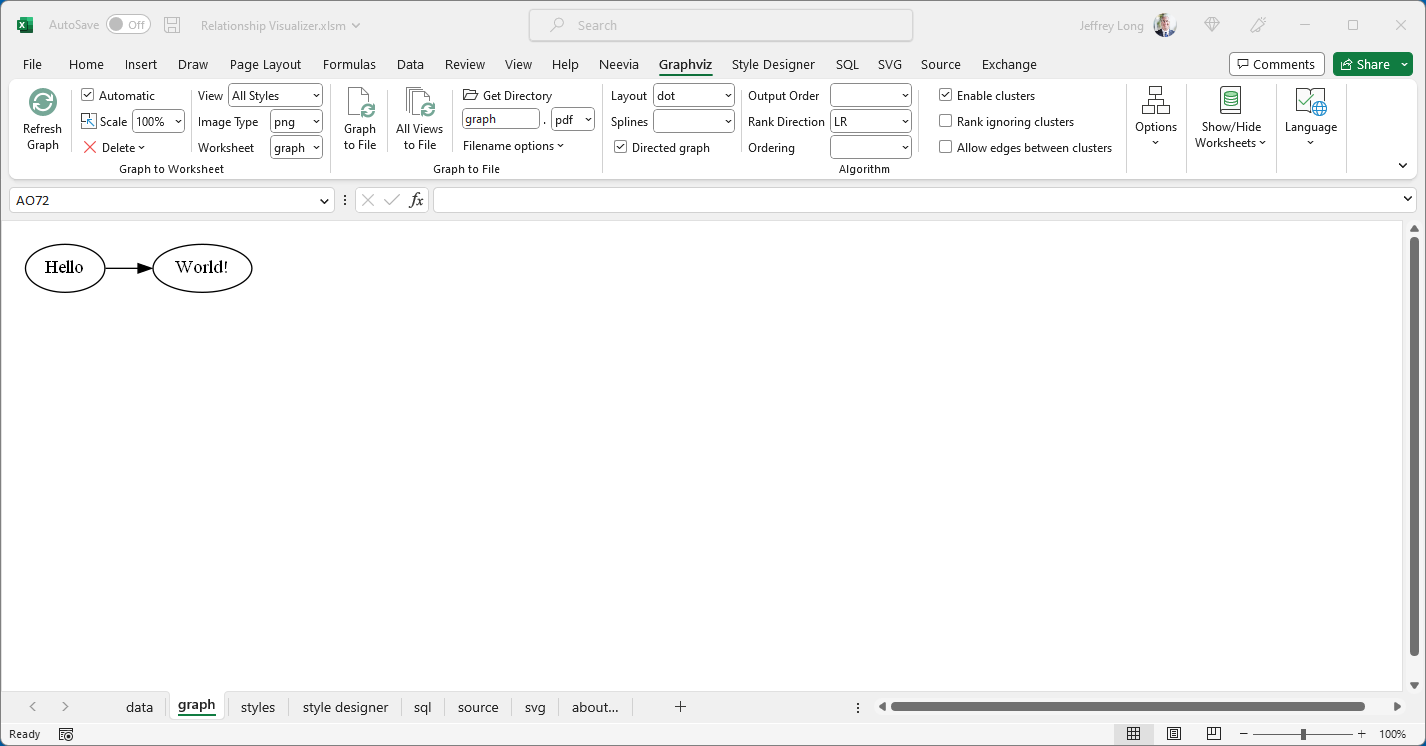 AutoSave Off Relationship Visualizer.xlsm Search Jeffrey Long
File Home Insert Draw Page Layout Formulas Data Review View Help Neevia Graphviz Style Designer SQL SVG Source Exchange Comments Share
Refresh Graph
Automatic
Scale 100%
Delete
View All Styles
Image Type png
Worksheet graph
Graph to Worksheet
Graph to File
All Views to File
Get Directory
graph . pdf
Filename options
Graph to File
Layout dot
Splines
Directed graph
Output Order
Rank Direction LR
Ordering
Enable clusters
Rank ignoring clusters
Allow edges between clusters
Algorithm
Options
Show/Hide
Worksheets
Language
AO72 fx
Hello World!
data graph styles style designer sql source svg about...
Ready 100%